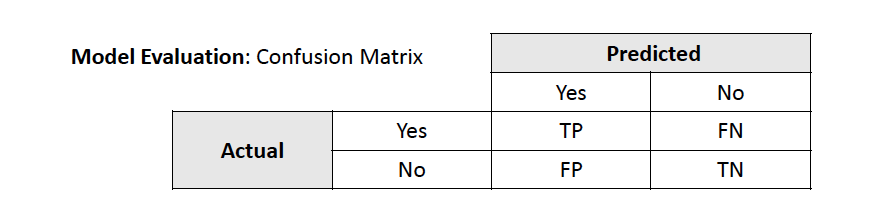 Model Evaluation: Confusion Matrix
Predicted
Yes No
Actual
Yes TP FN
No FP TN